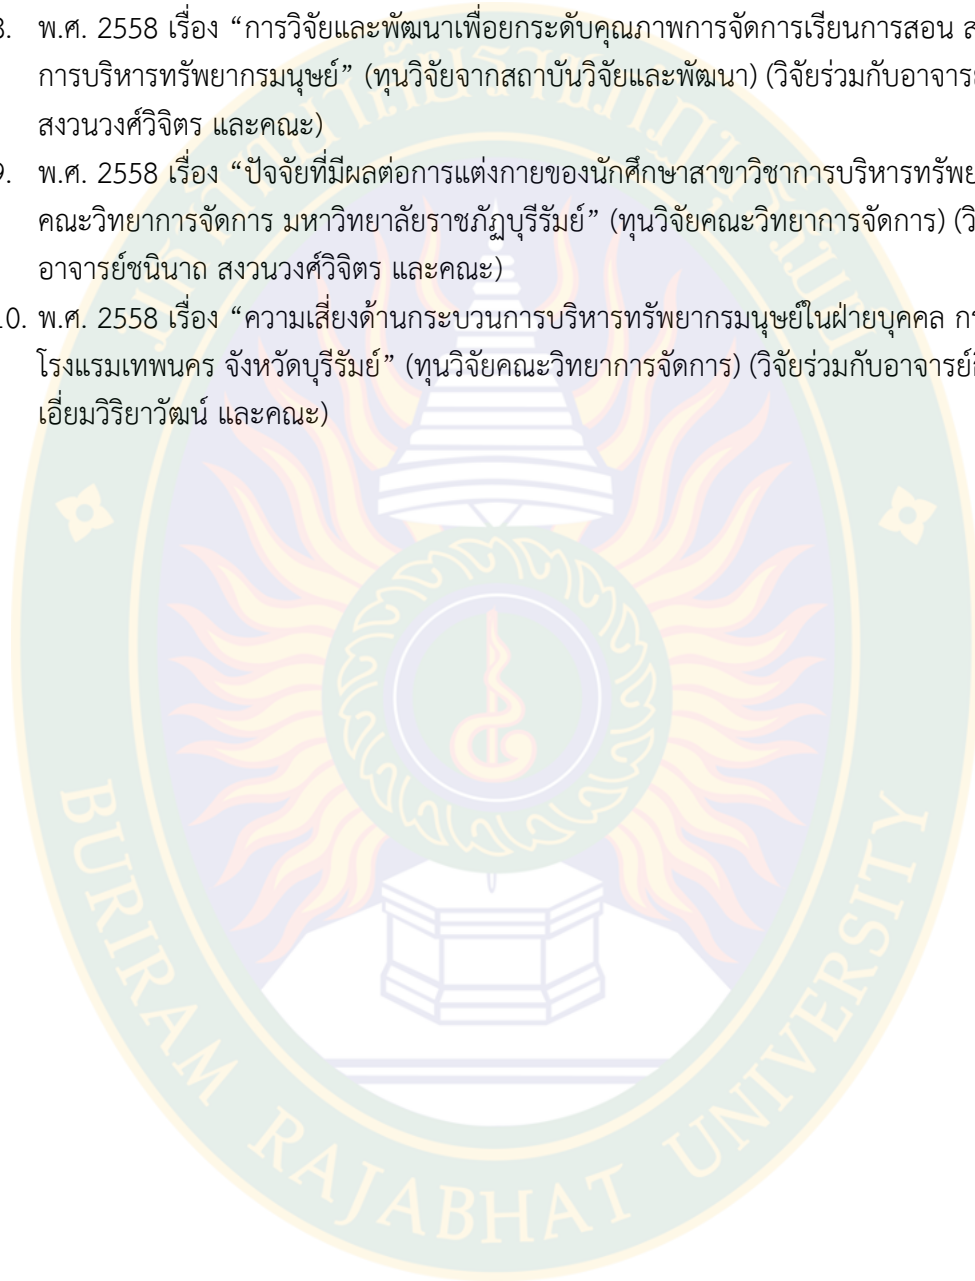 พ.ศ. 2558 เรื่อง “การวิจัยและพัฒนาเพื่อยกระดับคุณภาพการจัดการเรียนการสอน
การบริหารทรัพยากรมนุษย์” (ทุนวิจัยจากสถาบันวิจัยและพัฒนา) (วิจัยร่วมกับ
สงวนวงศ์วิจิตร และคณะ)
พ.ศ. 2558 เรื่อง “ปัจจัยที่มีผลต่อการแต่งกายของนักศึกษาสาขาวิชาการบริหาร
คณะวิทยาการจัดการ มหาวิทยาลัยราชภัฏบุรีรัมย์” (ทุนวิจัยคณะวิทยาการจัดการ)
อาจารย์ชนินาถ สงวนวงศ์วิจิตร และคณะ)
พ.ศ. 2558 เรื่อง “ความเสี่ยงด้านกระบวนการบริหารทรัพยากรมนุษย์ในฝ่ายบุคคล
โรงแรมเทพนคร จังหวัดบุรีรัมย์” (ทุนวิจัยคณะวิทยาการจัดการ) (วิจัยร่วมกับอาจารย์
เอี่ยมวิริยาวัฒน์ และคณะ)
มหาวิทยาลัยราชภัฏบุรีรัมย์
BURIRAM RAJABHAT UNIVERSITY